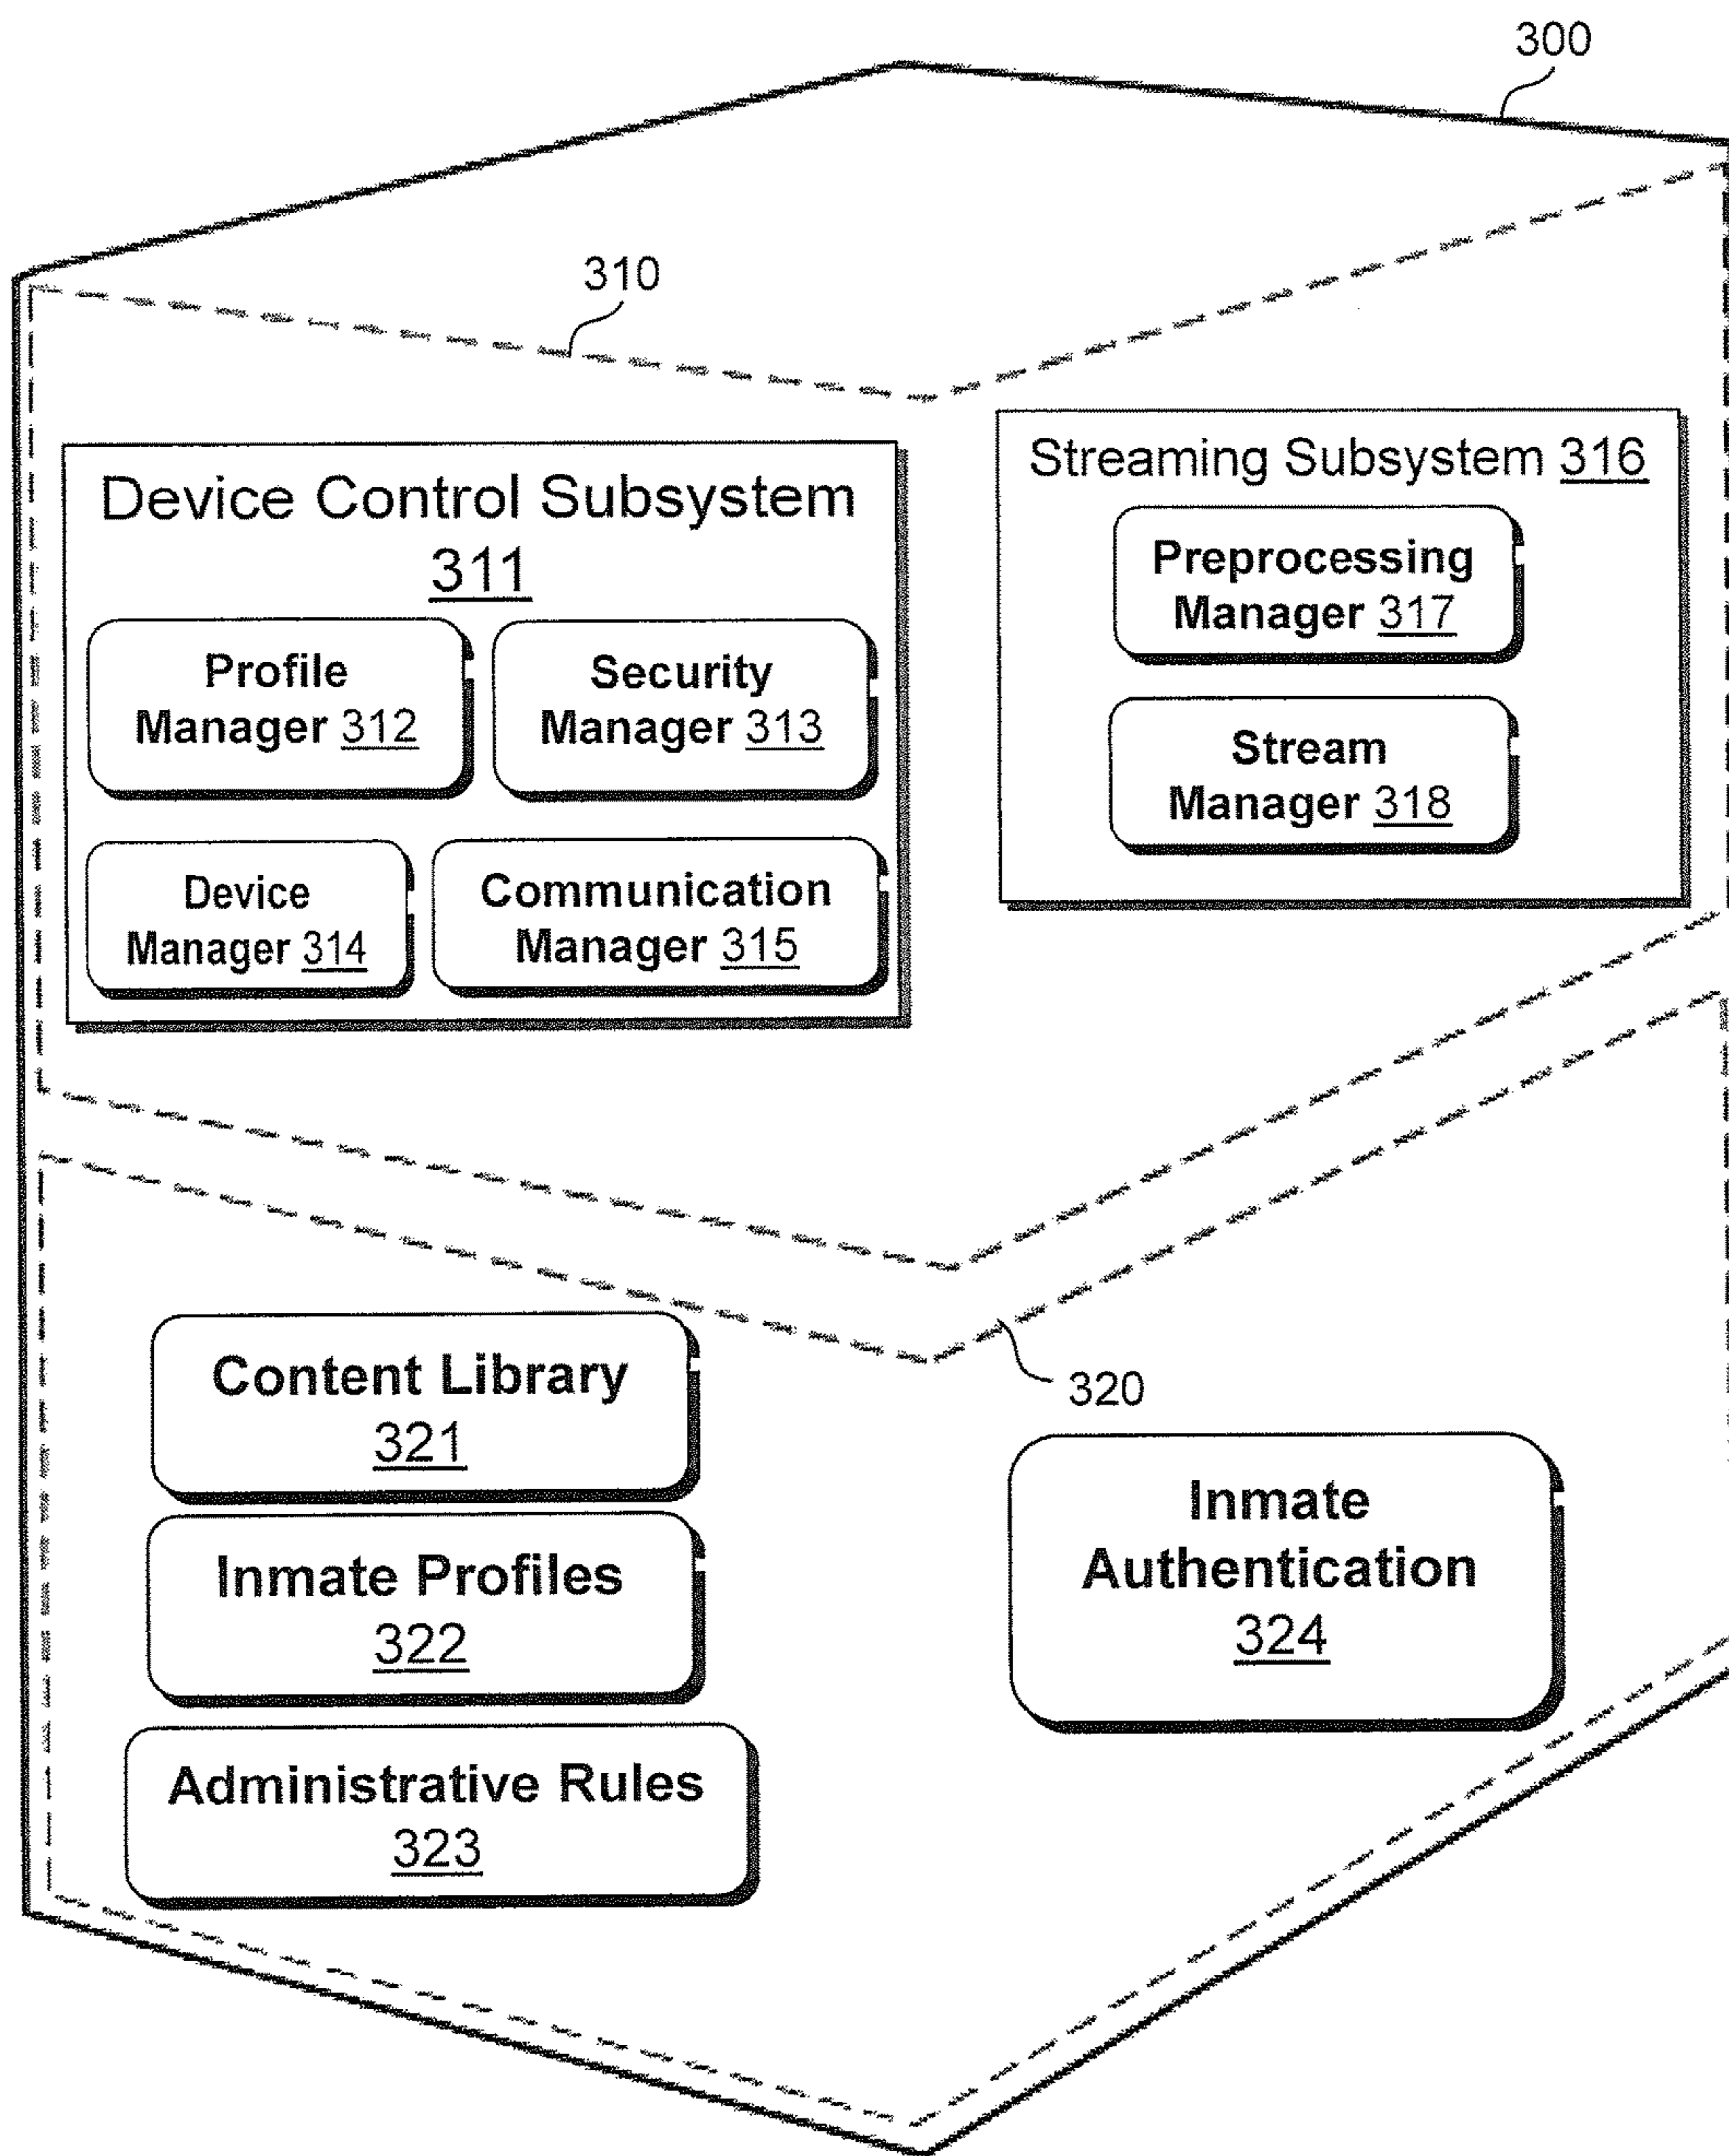 300
310
Device Control Subsystem
311
Profile
Manager 312
Security
Manager 313
Device
Manager 314
Communication
Manager 315
Streaming Subsystem 316
Preprocessing
Manager 317
Stream
Manager 318
320
Content Library
321
Inmate Profiles
322
Administrative Rules
323
Inmate
Authentication
324